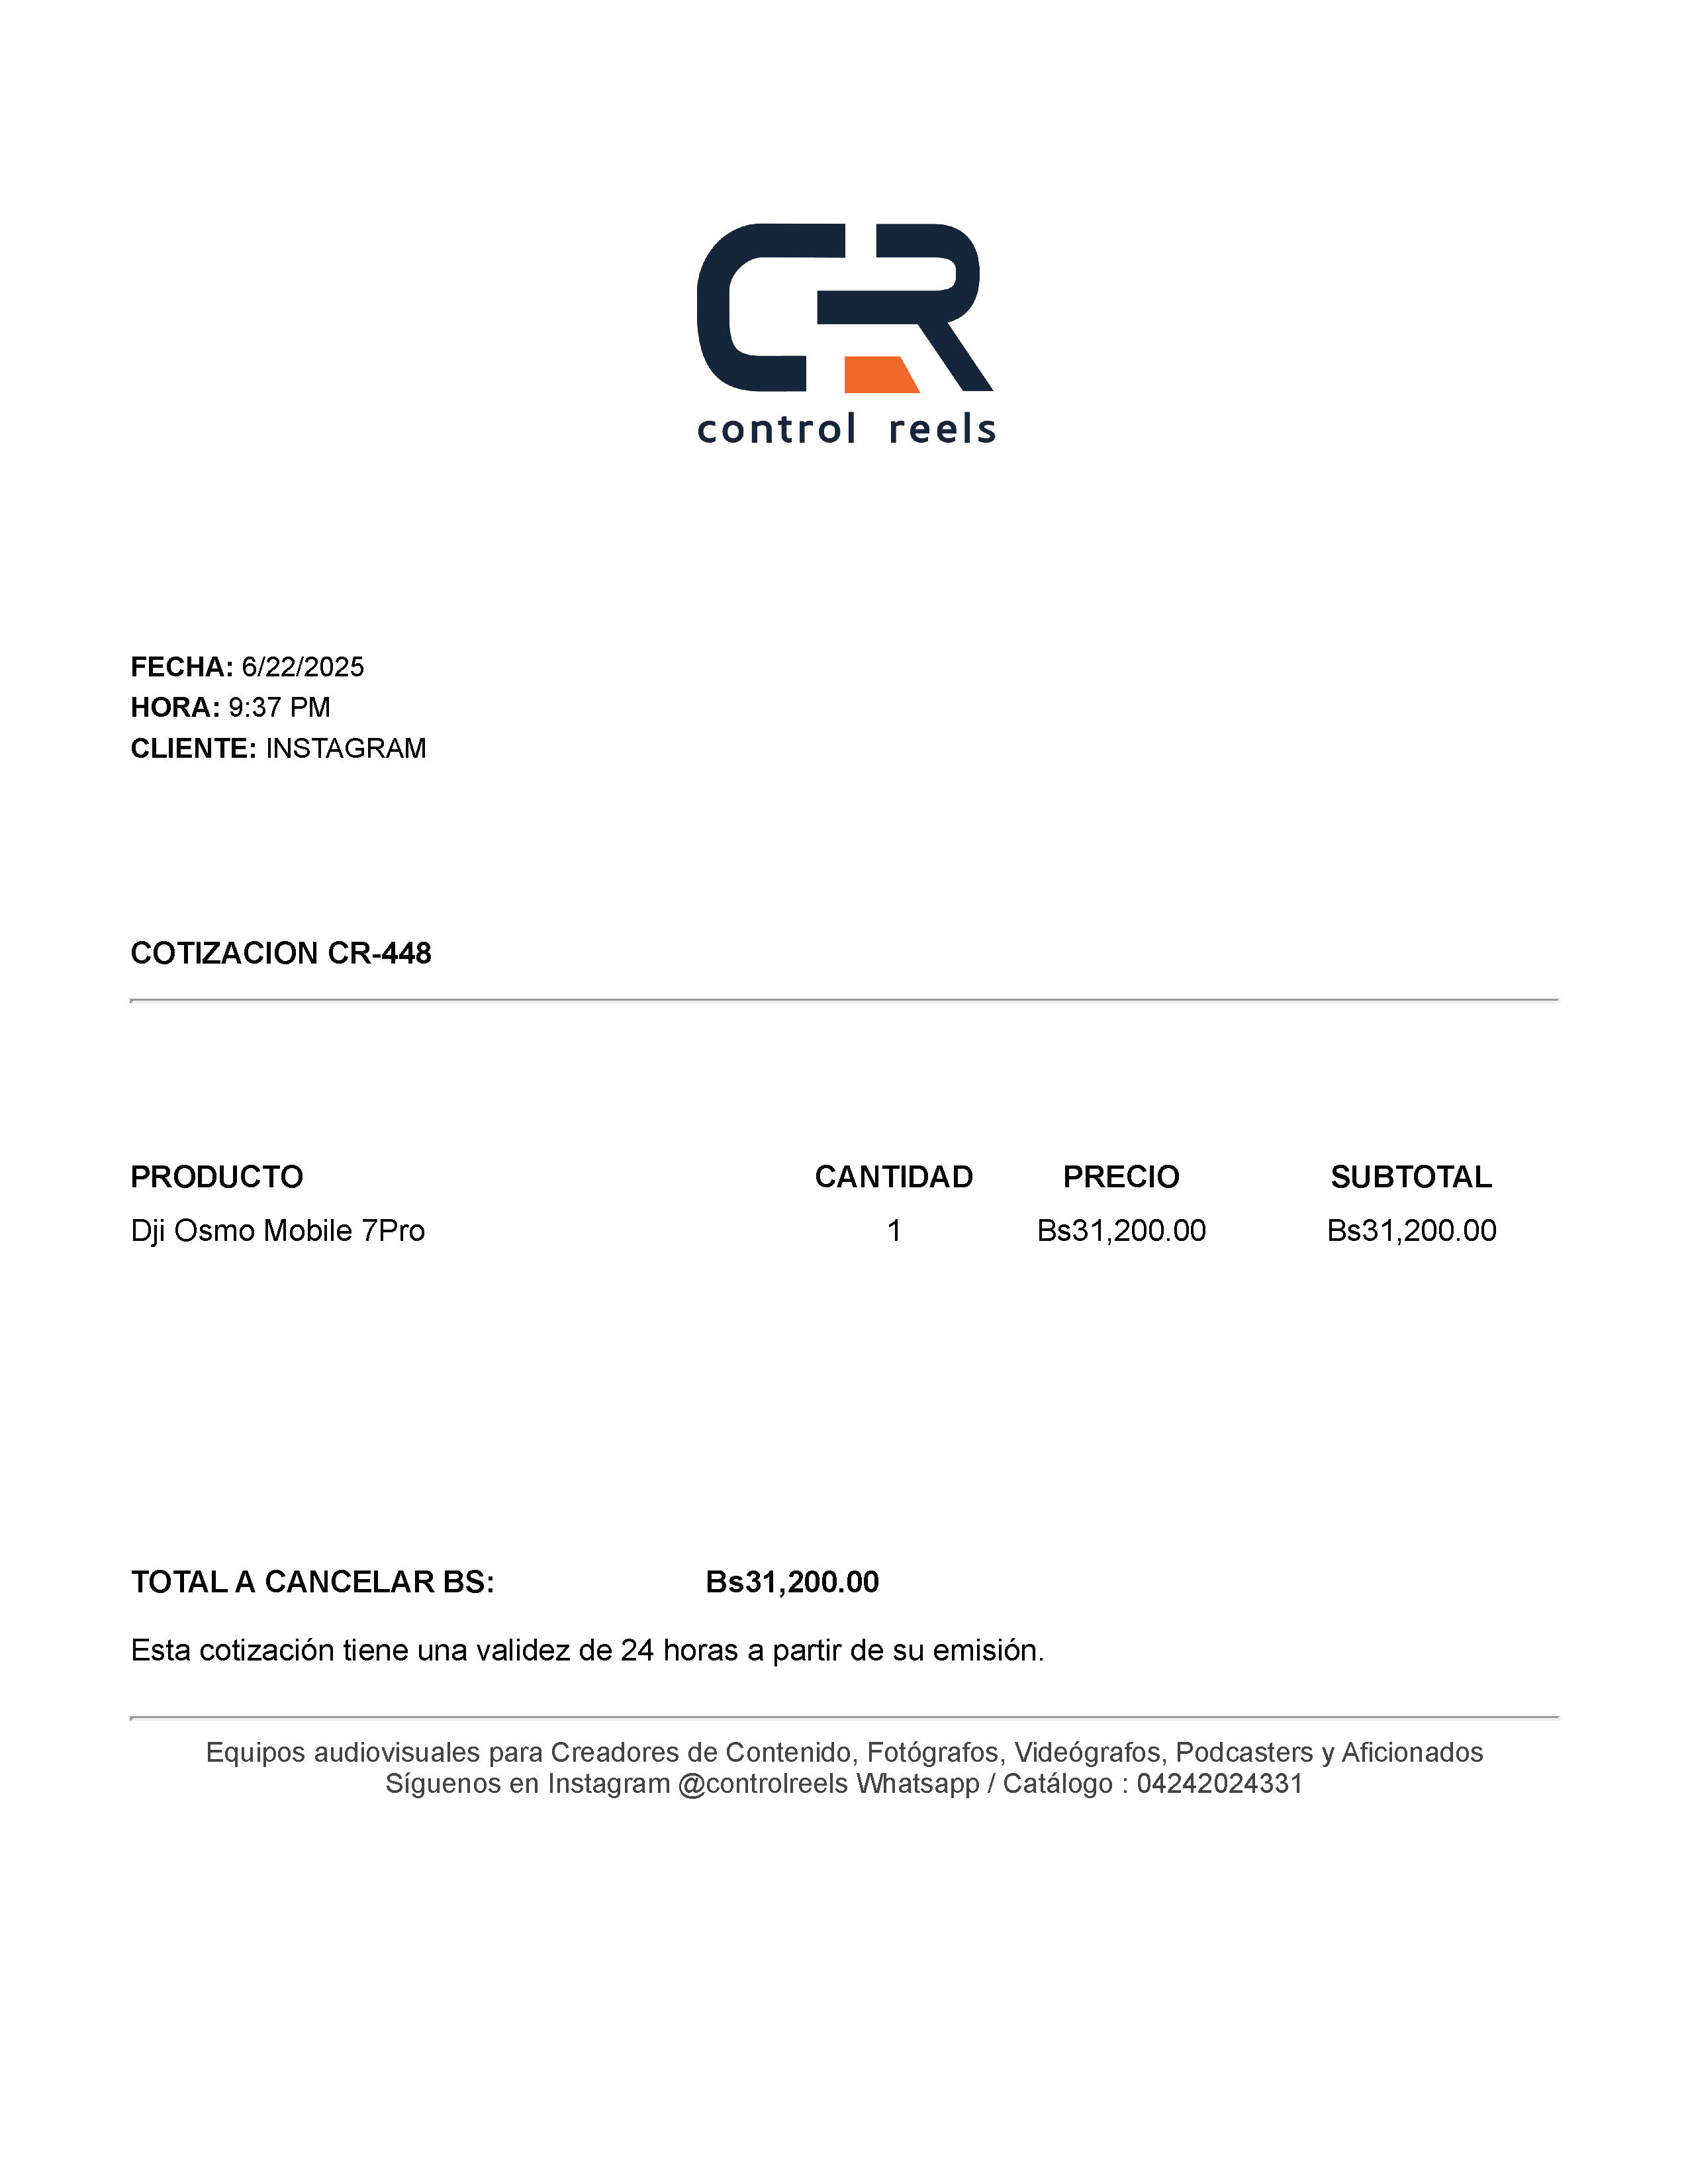 CR
control reels
FECHA: 6/22/2025
HORA: 9:37 PM
CLIENTE: INSTAGRAM
COTIZACION CR-448
PRODUCTO CANTIDAD PRECIO SUBTOTAL
Dji Osmo Mobile 7Pro 1 Bs31,200.00 Bs31,200.00
TOTAL A CANCELAR BS: Bs31,200.00
Esta cotización tiene una validez de 24 horas a partir de su emisión.
Equipos audiovisuales para Creadores de Contenido, Fotógrafos, Videógrafos, Podcasters y Aficionados
Síguenos en Instagram @controlreels Whatsapp / Catálogo : 04242024331